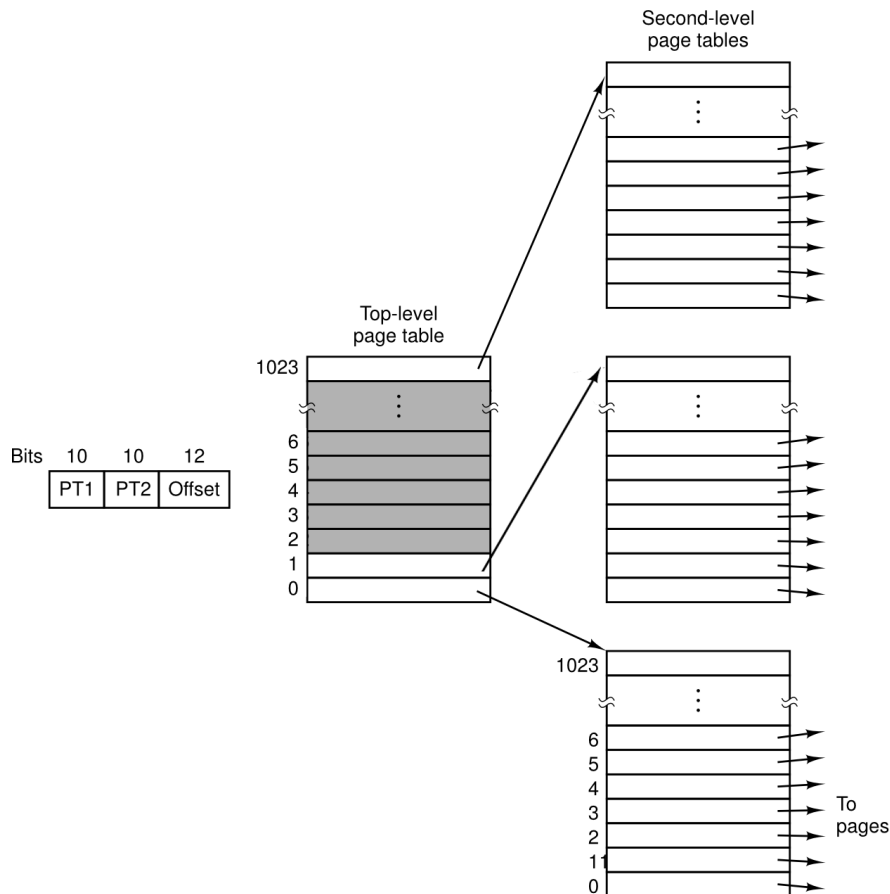 Second-level
page tables
Top-level
page table
1023
6
5
4
3
2
1
0
Bits 10 10 12
PT1 PT2 Offset
1023
6
5
4
3
2
11
0
To
pages